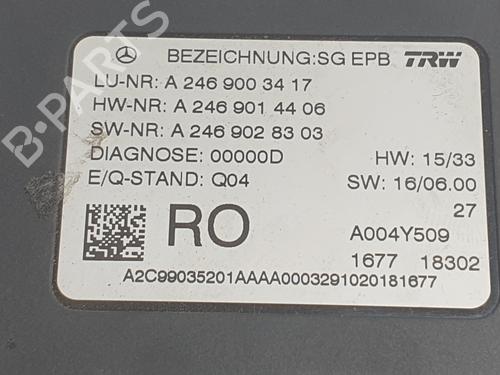 BEZEICHNUNG:SG EPB TRW
LU-NR: A 246 900 34 17
HW-NR: A 246 901 44 06
SW-NR: A 246 902 83 03
DIAGNOSE: 00000D HW: 15/33
E/Q-STAND: Q04 SW: 16/06.00
27
RO A004Y509
1677 18302
A2C99035201AAAA0003291020181677
B-PARTS